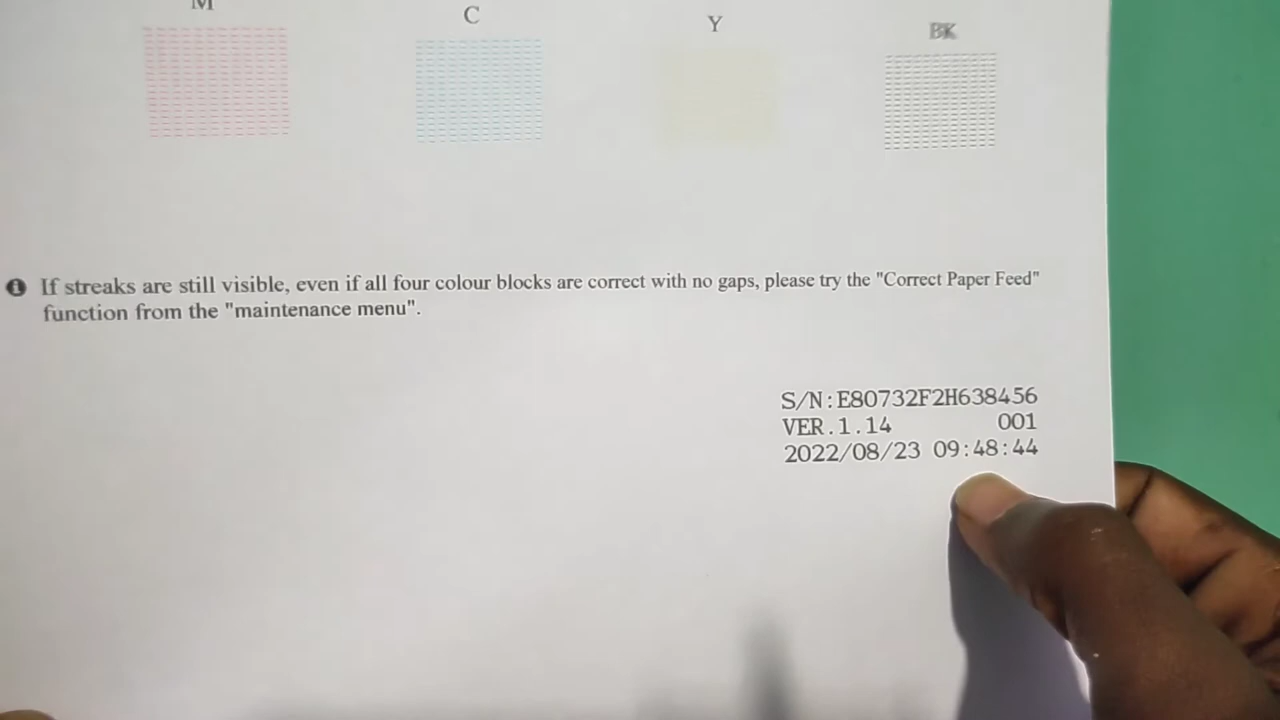 M
C
Y
BK
If streaks are still visible, even if all four colour blocks are correct with no gaps, please try the "Correct Paper Feed"
function from the "maintenance menu".
S/N:E80732F2H638456
VER.1.14 001
2022/08/23 09:48:44